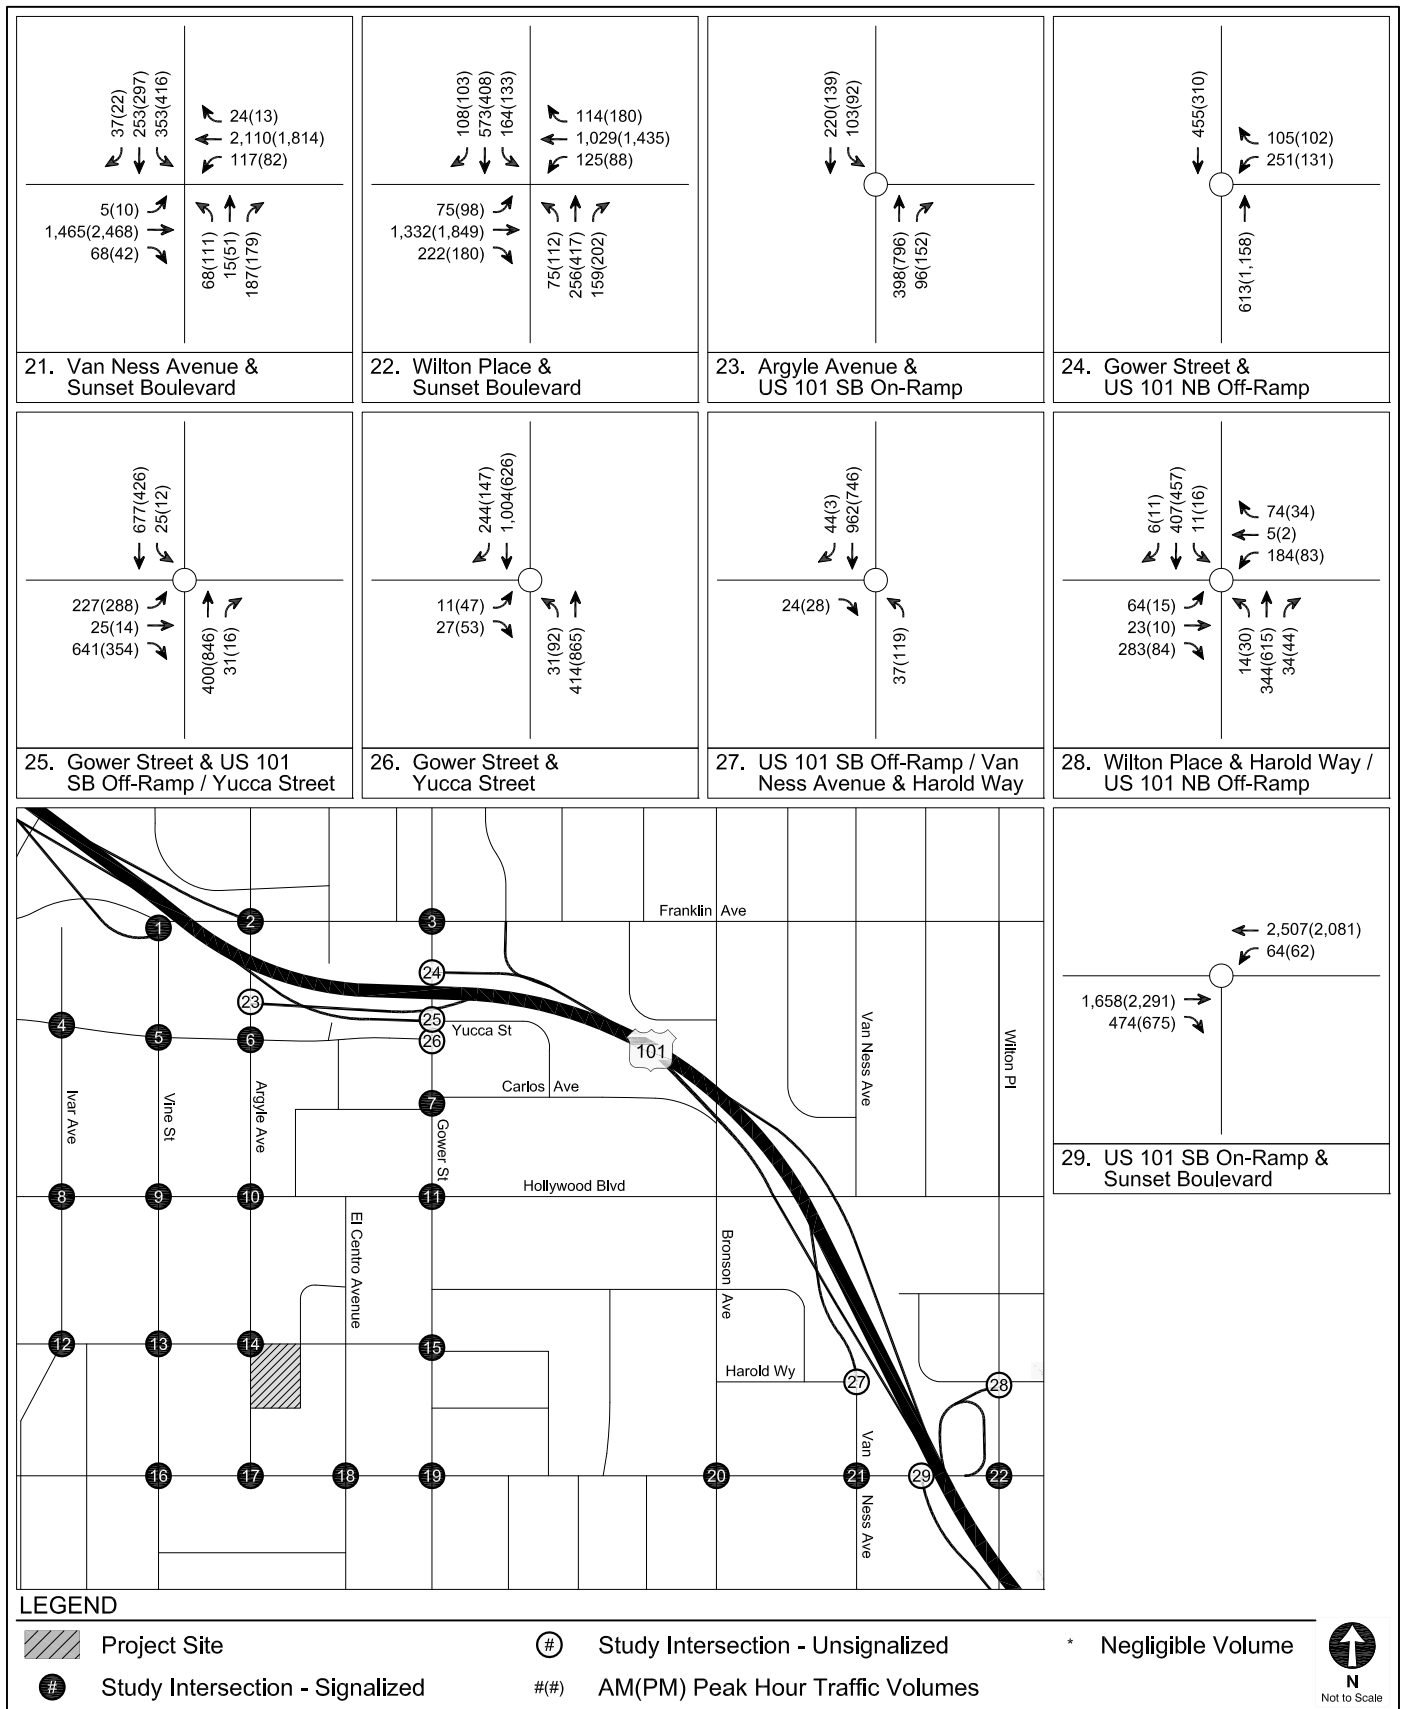 37(22)
253(297)
353(416)
24(13)
2,110(1,814)
117(82)
5(10)
1,465(2,468)
68(42)
68(111)
15(51)
187(179)
21. Van Ness Avenue &
Sunset Boulevard
108(103)
573(408)
164(133)
114(180)
1,029(1,435)
125(88)
75(98)
1,332(1,849)
222(180)
75(112)
256(417)
159(202)
22. Wilton Place &
Sunset Boulevard
220(139)
103(92)
398(796)
96(152)
23. Argyle Avenue &
US 101 SB On-Ramp
455(310)
105(102)
251(131)
613(1,158)
24. Gower Street &
US 101 NB Off-Ramp
677(426)
25(12)
227(288)
25(14)
641(354)
400(846)
31(16)
25. Gower Street & US 101
SB Off-Ramp / Yucca Street
244(147)
1,004(626)
11(47)
27(53)
31(92)
414(865)
26. Gower Street &
Yucca Street
44(3)
962(746)
24(28)
37(119)
27. US 101 SB Off-Ramp / Van
Ness Avenue & Harold Way
6(11)
407(457)
11(16)
74(34)
5(2)
184(83)
64(15)
23(10)
283(84)
14(30)
344(615)
34(44)
28. Wilton Place & Harold Way /
US 101 NB Off-Ramp
Franklin Ave
1
2
3
24
23
25
26
Yucca St
4
5
6
101
Van Ness Ave
Wilton Pl
Ivar Ave
Vine St
Argyle Ave
Carlos Ave
7
Gower St
8
9
10
11
Hollywood Blvd
El Centro Avenue
Bronson Ave
12
13
14
15
Harold Wy
27
28
16
17
18
19
20
21
29
22
Van Ness Ave
2,507(2,081)
64(62)
1,658(2,291)
474(675)
29. US 101 SB On-Ramp &
Sunset Boulevard
LEGEND
Project Site
# Study Intersection - Unsignalized
* Negligible Volume
# Study Intersection - Signalized
#(#) AM(PM) Peak Hour Traffic Volumes
N
Not to Scale